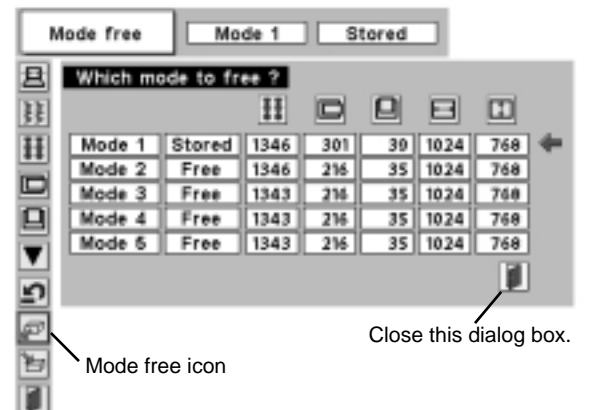 Mode free Mode 1 Stored
Which mode to free ?
Mode 1 Stored 1346 301 39 1024 768
Mode 2 Free 1346 216 35 1024 768
Mode 3 Free 1343 216 35 1024 768
Mode 4 Free 1343 216 35 1024 768
Mode 5 Free 1343 216 35 1024 768
Close this dialog box.
Mode free icon